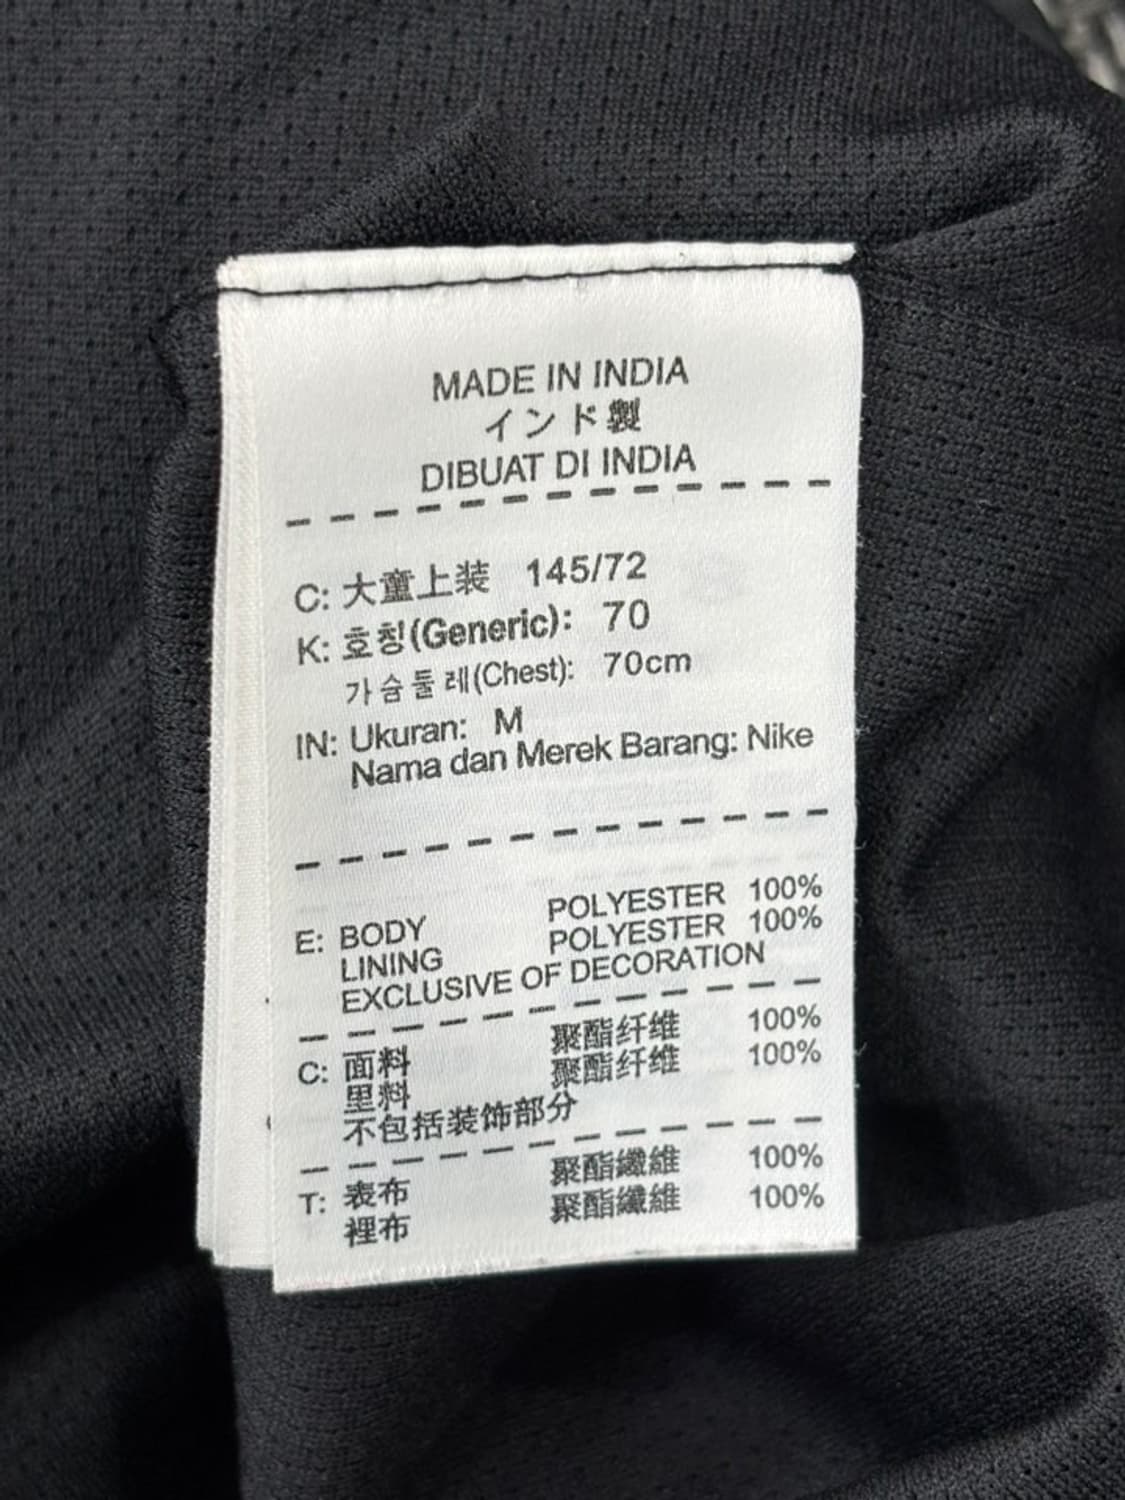 MADE IN INDIA
インド製
DIBUAT DI INDIA
C: 大童上装 145/72
K: 호칭(Generic): 70
가슴둘레(Chest): 70cm
IN: Ukuran: M
Nama dan Merek Barang: Nike
POLYESTER 100%
E: BODY POLYESTER 100%
LINING
EXCLUSIVE OF DECORATION
聚酯纤维 100%
C: 面料 聚酯纤维 100%
里料
不包括装饰部分
聚酯纖維 100%
T: 表布 聚酯纖維 100%
裡布